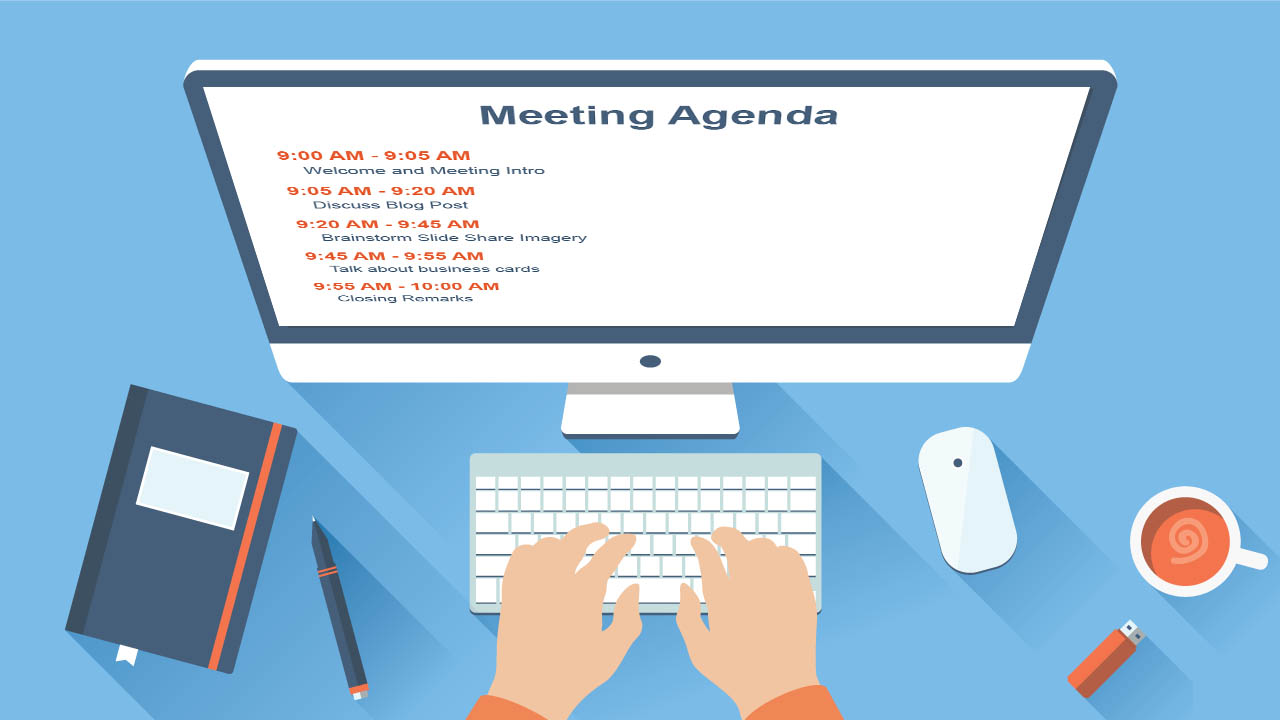 Meeting Agenda
9:00 AM - 9:05 AM
Welcome and Meeting Intro
9:05 AM - 9:20 AM
Discuss Blog Post
9:20 AM - 9:45 AM
Brainstorm Slide Share Imagery
9:45 AM - 9:55 AM
Talk about business cards
9:55 AM - 10:00 AM
Closing Remarks